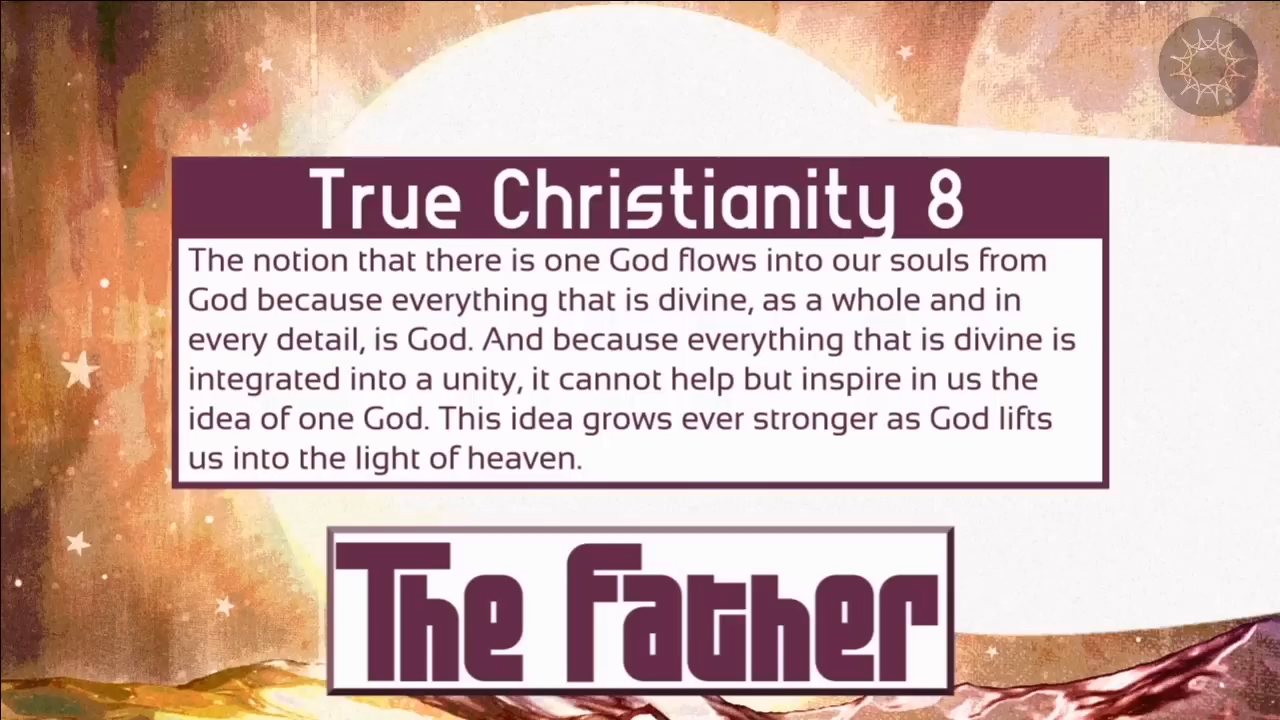 True Christianity 8
The notion that there is one God flows into our souls from
God because everything that is divine, as a whole and in
every detail, is God. And because everything that is divine is
integrated into a unity, it cannot help but inspire in us the
idea of one God. This idea grows ever stronger as God lifts
us into the light of heaven.
The Father